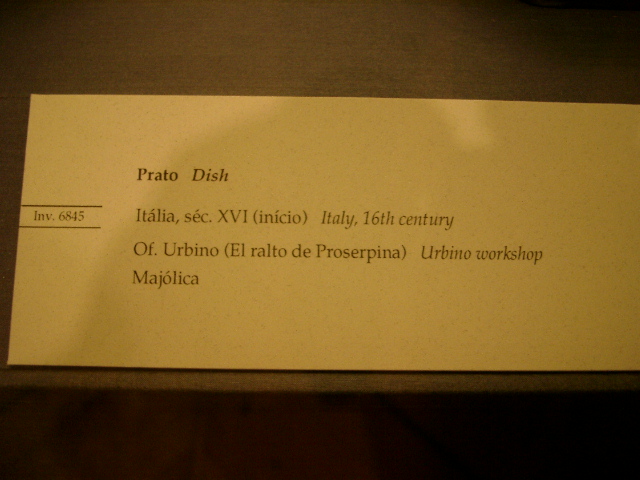 Prato Dish
Inv. 6845
Itália, séc. XVI (início) Italy, 16th century
Of. Urbino (El ralto de Proserpina) Urbino workshop
Majólica